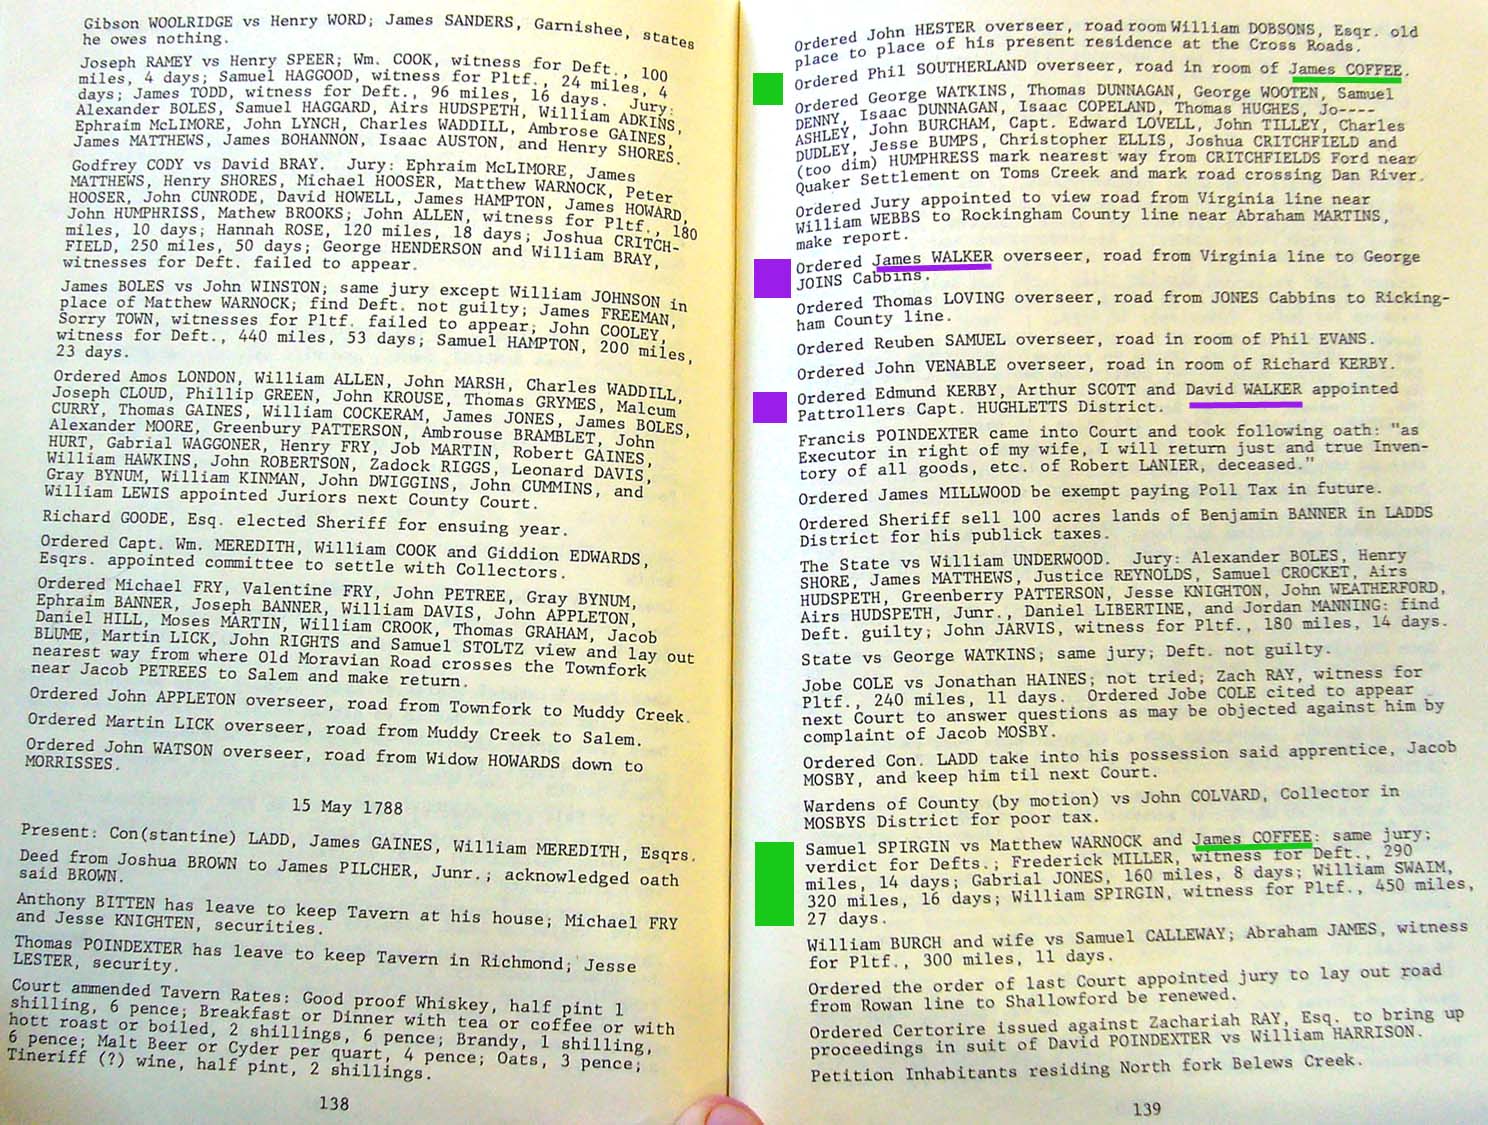 Gibson WOOLRIDGE vs Henry WORD; James SANDERS, Garnishee, states
he owes nothing.
Joseph RAMEY vs Henry SPEER; Wm. COOK, witness for Deft., 100
miles, 4 days; Samuel HAGGOOD, witness for Pltf., 24 miles, 4
days; James TODD, witness for Deft., 96 miles, 16 days. Jury:
Alexander BOLES, Samuel HAGGARD, Airs HUDSPETH, William ADKINS,
Ephraim McLIMORE, John LYNCH, Charles WADDILL, Ambrose GAINES,
James MATTHEWS, James BOHANNON, Isaac AUSTON, and Henry SHORES.
Godfrey CODY vs David BRAY. Jury: Ephraim McLIMORE, James
MATTHEWS, Henry SHORES, Michael HOOSER, Matthew WARNOCK, Peter
HOOSER, John CUNRODE, David HOWELL, James HAMPTON, James HOWARD,
John HUMPHRISS, Mathew BROOKS; John ALLEN, witness for Pltf., 180
miles, 10 days; Hannah ROSE, 120 miles, 18 days; Joshua CRITCH-
FIELD, 250 miles, 50 days; George HENDERSON and William BRAY,
witnesses for Deft. failed to appear.
James BOLES vs John WINSTON; same jury except William JOHNSON in
place of Matthew WARNOCK; find Deft. not guilty; James FREEMAN,
Sorry TOWN, witnesses for Pltf. failed to appear; John COOLEY,
witness for Deft., 440 miles, 53 days; Samuel HAMPTON, 200 miles,
23 days.
Ordered Amos LONDON, William ALLEN, John MARSH, Charles WADDILL,
Joseph CLOUD, Phillip GREEN, John KROUSE, Thomas GRYMES, Malcum
CURRY, Thomas GAINES, William COCKERAM, James JONES, James BOLES,
Alexander MOORE, Greenbury PATTERSON, Ambrouse BRAMBLET, John
HURT, Gabrial WAGGONER, Henry FRY, Job MARTIN, Robert GAINES,
William HAWKINS, John ROBERTSON, Zadock RIGGS, Leonard DAVIS,
Gray BYNUM, William KINMAN, John DWIGGINS, John CUMMINS, and
William LEWIS appointed Juriors next County Court.
Richard GOODE, Esq. elected Sheriff for ensuing year.
Ordered Capt. Wm. MEREDITH, William COOK and Giddion EDWARDS,
Esqrs. appointed committee to settle with Collectors.
Ordered Michael FRY, Valentine FRY, John PETREE, Gray BYNUM,
Ephraim BANNER, Joseph BANNER, William DAVIS, John APPLETON,
Daniel HILL, Moses MARTIN, William CROOK, Thomas GRAHAM, Jacob
BLUME, Martin LICK, John RIGHTS and Samuel STOLTZ view and lay out
nearest way from where Old Moravian Road crosses the Townfork
near Jacob PETREES to Salem and make return.
Ordered John APPLETON overseer, road from Townfork to Muddy Creek.
Ordered Martin LICK overseer, road from Muddy Creek to Salem.
Ordered John WATSON overseer, road from Widow HOWARDS down to
MORRISSES.
15 May 1788
Present: Con(stantine) LADD, James GAINES, William MEREDITH, Esqrs.
Deed from Joshua BROWN to James PILCHER, Junr.; acknowledged oath
said BROWN.
Anthony BITTEN has leave to keep Tavern at his house; Michael FRY
and Jesse KNIGHTEN, securities.
Thomas POINDEXTER has leave to keep Tavern in Richmond; Jesse
LESTER, security.
Court ammended Tavern Rates: Good proof Whiskey, half pint 1
shilling, 6 pence; Breakfast or Dinner with tea or coffee or with
hott roast or boiled, 2 shillings, 6 pence; Brandy, 1 shilling,
6 pence; Malt Beer or Cyder per quart, 4 pence; Oats, 3 pence;
Tineriff (?) wine, half pint, 2 shillings.
138
Ordered John HESTER overseer, road room William DOBSONS, Esqr. old
place to place of his present residence at the Cross Roads.
Ordered Phil SOUTHERLAND overseer, road in room of James COFFEE.
Ordered George WATKINS, Thomas DUNNAGAN, George WOOTEN, Samuel
DENNY, Isaac DUNNAGAN, Isaac COPELAND, Thomas HUGHES, Jo----
ASHLEY, John BURCHAM, Capt. Edward LOVELL, John TILLEY, Charles
DUDLEY, Jesse BUMPS, Christopher ELLIS, Joshua CRITCHFIELD and
(too dim) HUMPHRESS mark nearest way from CRITCHFIELDS Ford near
Quaker Settlement on Toms Creek and mark road crossing Dan River.
Ordered Jury appointed to view road from Virginia line near
William WEBBS to Rockingham County line near Abraham MARTINS,
make report.
Ordered James WALKER overseer, road from Virginia line to George
JOINS Cabbins.
Ordered Thomas LOVING overseer, road from JONES Cabbins to Ricking-
ham County line.
Ordered Reuben SAMUEL overseer, road in room of Phil EVANS.
Ordered John VENABLE overseer, road in room of Richard KERBY.
Ordered Edmund KERBY, Arthur SCOTT and David WALKER appointed
Pattrollers Capt. HUGHLETTS District.
Francis POINDEXTER came into Court and took following oath: "as
Executor in right of my wife, I will return just and true Inven-
tory of all goods, etc. of Robert LANIER, deceased."
Ordered James MILLWOOD be exempt paying Poll Tax in future.
Ordered Sheriff sell 100 acres lands of Benjamin BANNER in LADDS
District for his publick taxes.
The State vs William UNDERWOOD. Jury: Alexander BOLES, Henry
SHORE, James MATTHEWS, Justice REYNOLDS, Samuel CROCKET, Airs
HUDSPETH, Greenberry PATTERSON, Jesse KNIGHTON, John WEATHERFORD,
Airs HUDSPETH, Junr., Daniel LIBERTINE, and Jordan MANNING: find
Deft. guilty; John JARVIS, witness for Pltf., 180 miles, 14 days.
State vs George WATKINS; same jury; Deft. not guilty.
Jobe COLE vs Jonathan HAINES; not tried; Zach RAY, witness for
Pltf., 240 miles, 11 days. Ordered Jobe COLE cited to appear
next Court to answer questions as may be objected against him by
complaint of Jacob MOSBY.
Ordered Con. LADD take into his possession said apprentice, Jacob
MOSBY, and keep him til next Court.
Wardens of County (by motion) vs John COLVARD, Collector in
MOSBYS District for poor tax.
Samuel SPIRGIN vs Matthew WARNOCK and James COFFEE: same jury;
verdict for Defts.; Frederick MILLER, witness for Deft., 290
miles, 14 days; Gabrial JONES, 160 miles, 8 days; William SWAIM,
320 miles, 16 days; William SPIRGIN, witness for Pltf., 450 miles,
27 days.
William BURCH and wife vs Samuel CALLEWAY; Abraham JAMES, witness
for Pltf., 300 miles, 11 days.
Ordered the order of last Court appointed jury to lay out road
from Rowan line to Shallowford be renewed.
Ordered Certorire issued against Zachariah RAY, Esq. to bring up
proceedings in suit of David POINDEXTER vs William HARRISON.
Petition Inhabitants residing North fork Belews Creek.
139